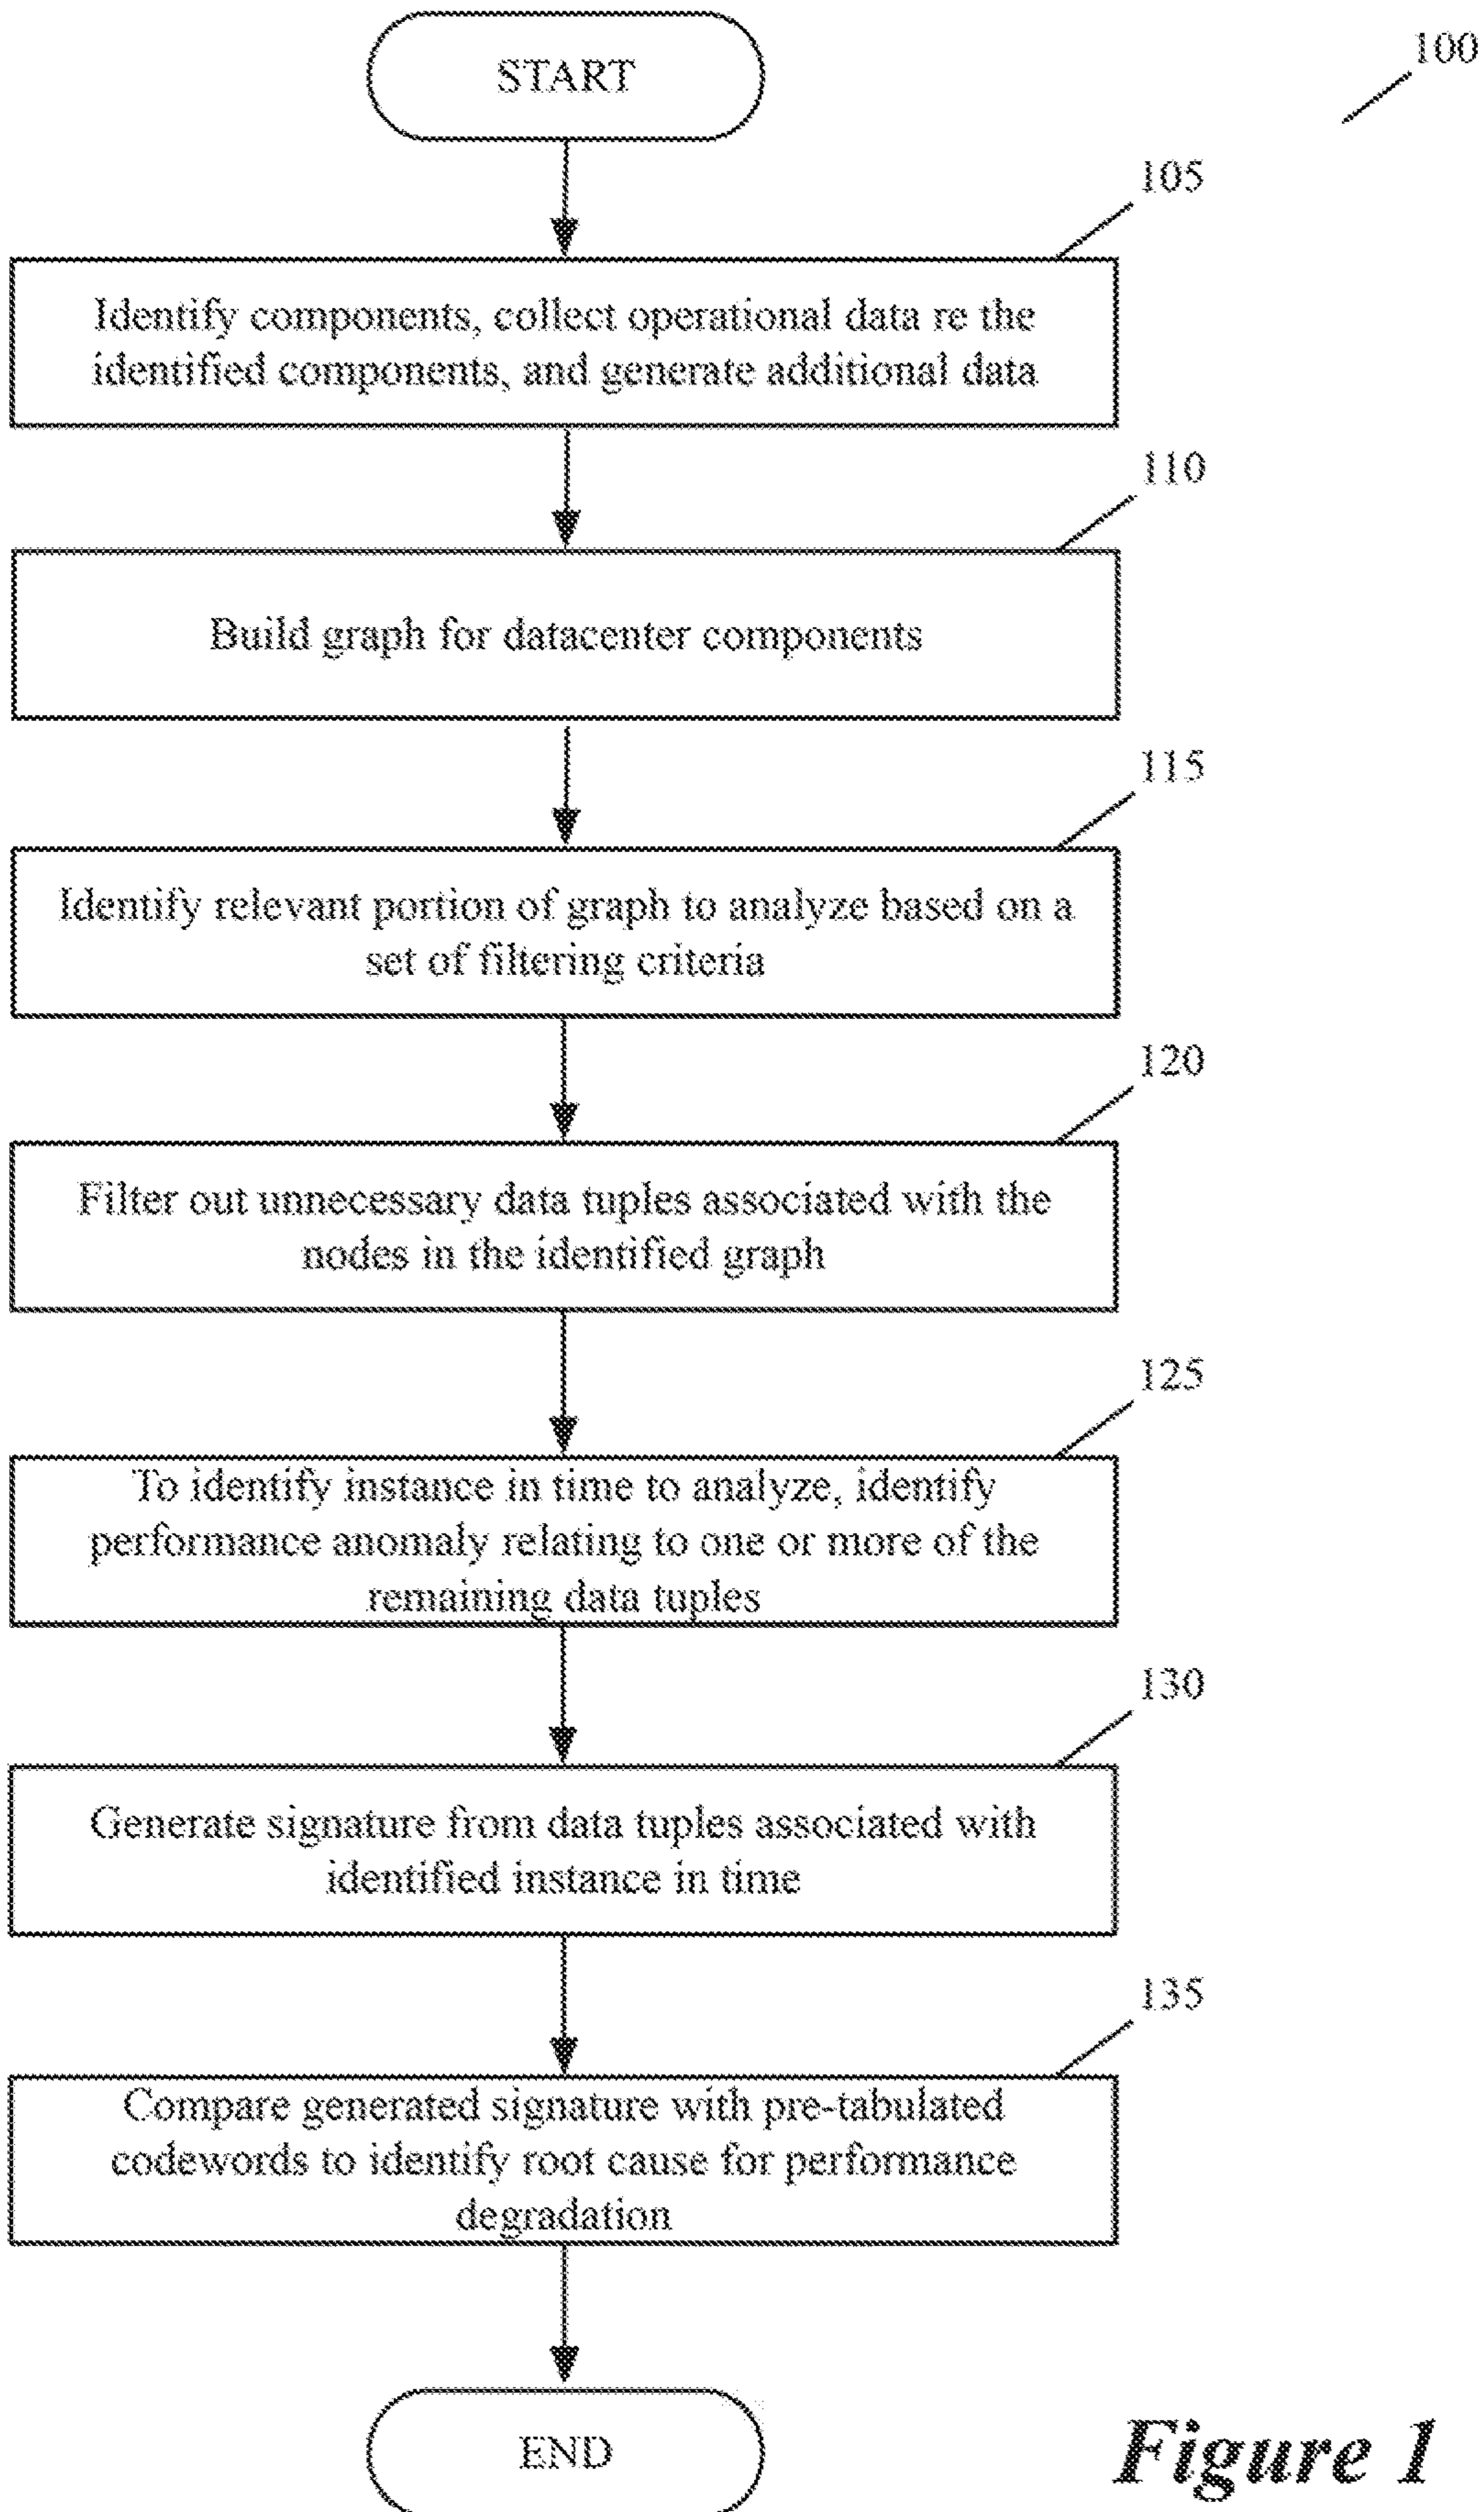 START
100
105
Identify components, collect operational data re the
identified components, and generate additional data
110
Build graph for datacenter components
115
Identify relevant portion of graph to analyze based on a
set of filtering criteria
120
Filter out unnecessary data tuples associated with the
nodes in the identified graph
125
To identify instance in time to analyze, identify
performance anomaly relating to one or more of the
remaining data tuples
130
Generate signature from data tuples associated with
identified instance in time
135
Compare generated signature with pre-tabulated
codewords to identify root cause for performance
degradation
END
Figure 1